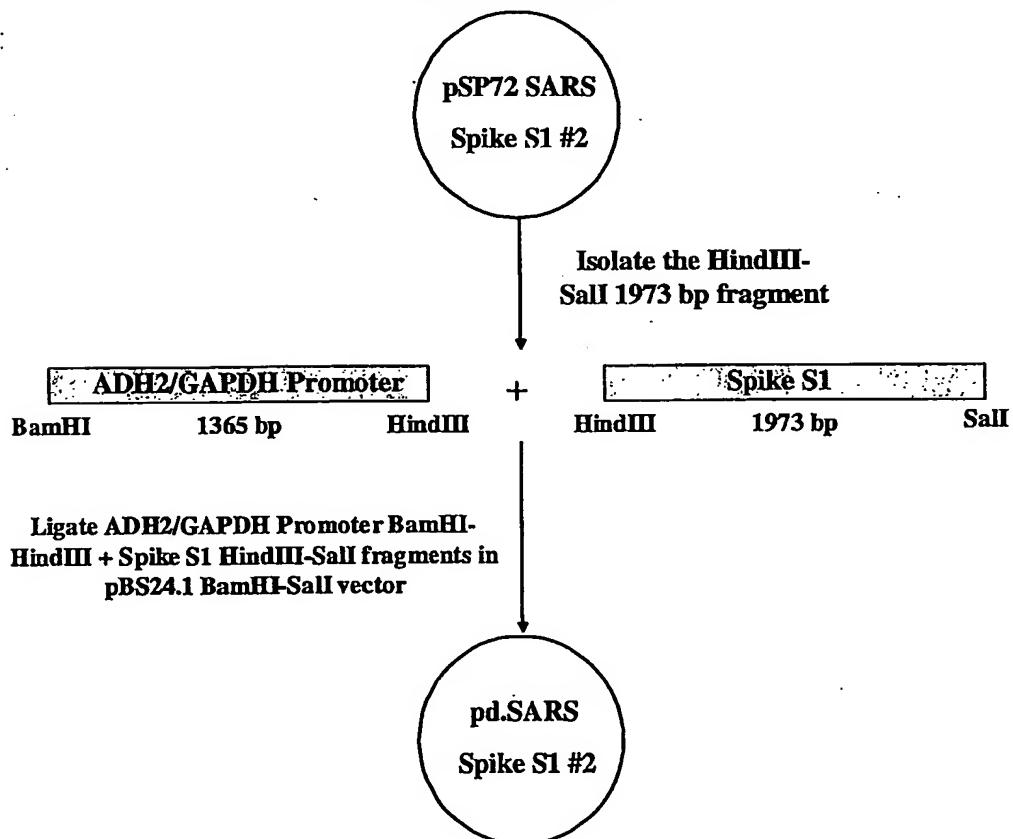 pSP72 SARS
Spike S1 #2
Isolate the HindIII-
SalI 1973 bp fragment
ADH2/GAPDH Promoter
+
Spike S1
BamHI 1365 bp HindIII
HindIII 1973 bp SalI
Ligate ADH2/GAPDH Promoter BamHI-
HindIII + Spike S1 HindIII-SalI fragments in
pBS24.1 BamHI-SalI vector
pd.SARS
Spike S1 #2